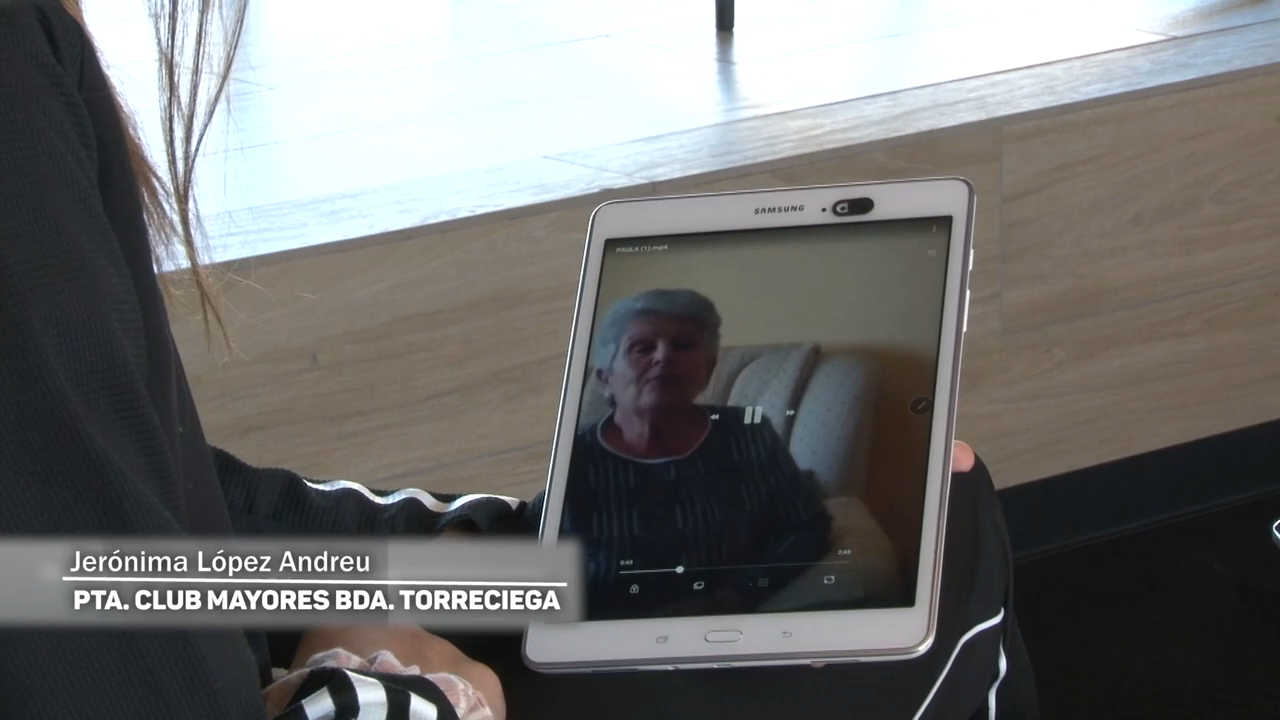 SAMSUNG
PAULA (1).mp4
0:43
2:45
Jerónima López Andreu
PTA. CLUB MAYORES BDA. TORRECIEGA